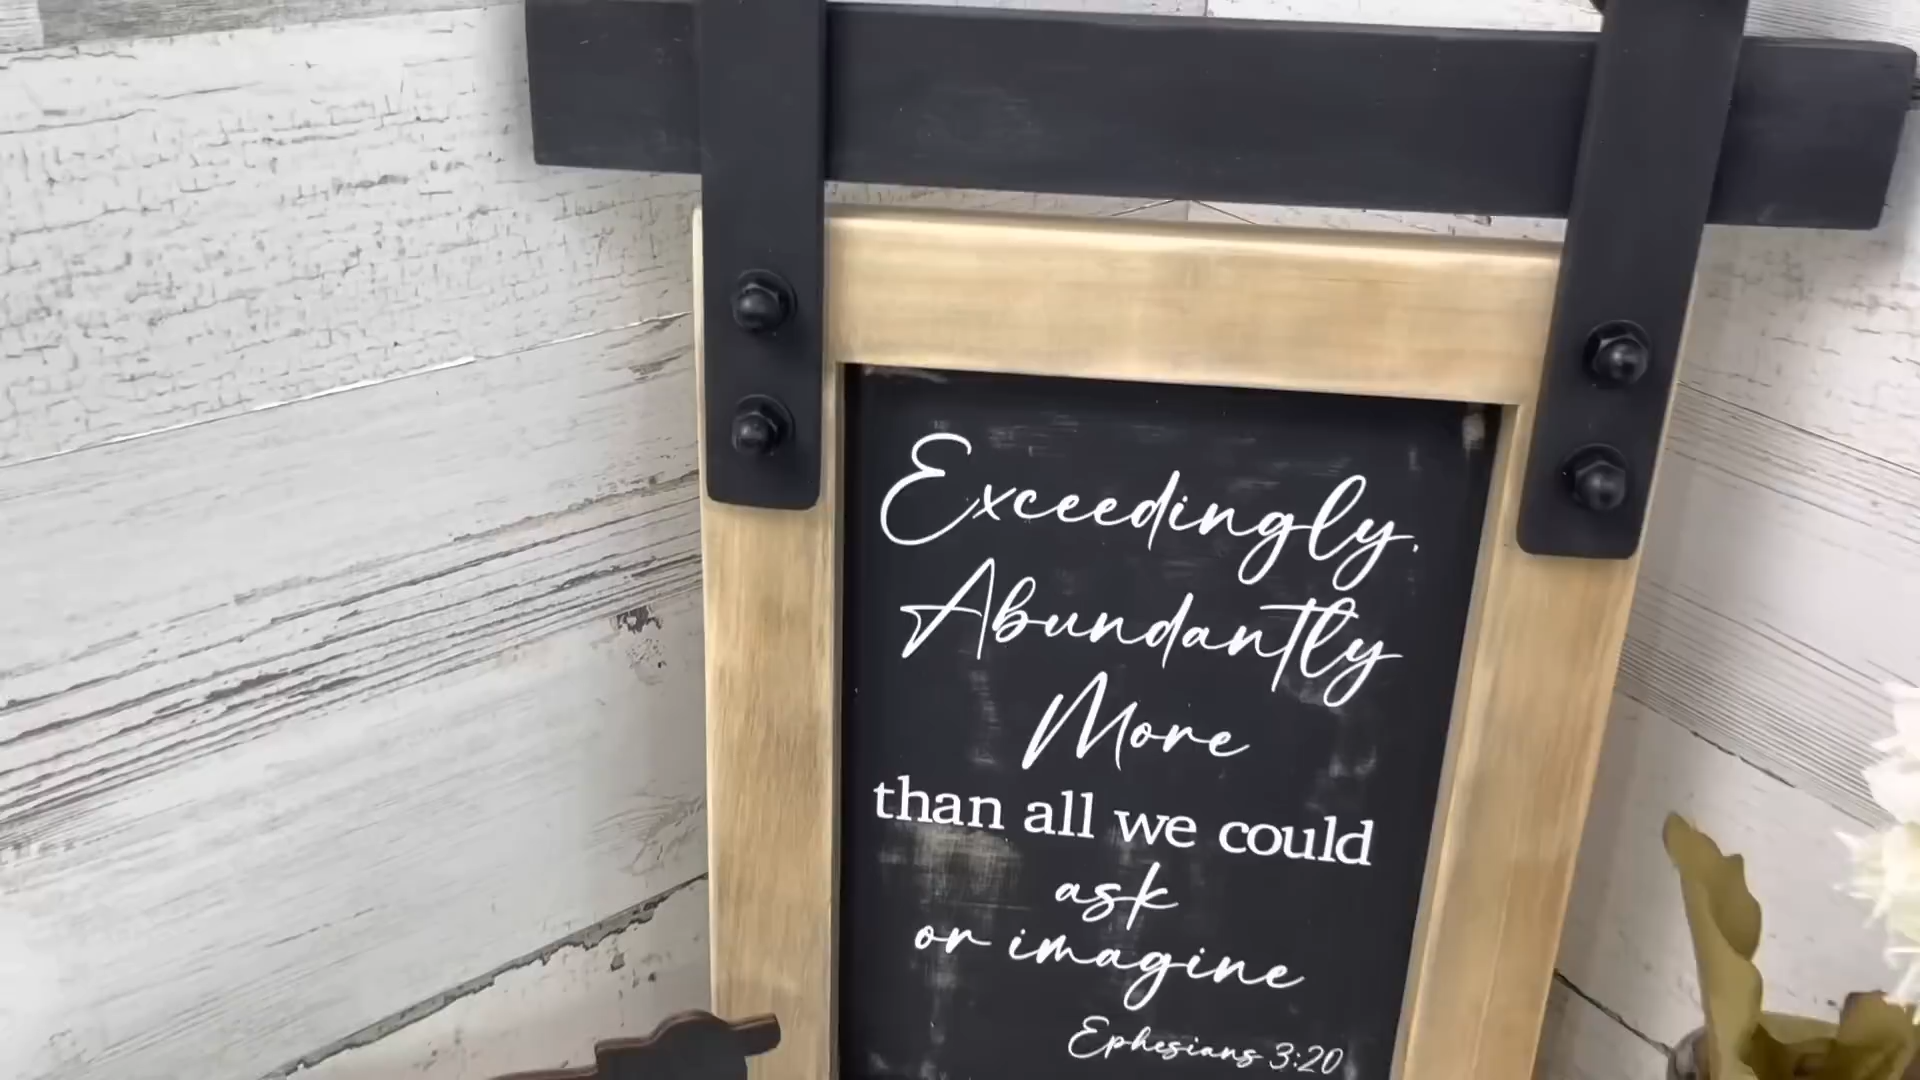 Exceedingly,
Abundantly
More
than all we could
ask
or imagine
Ephesians 3:20